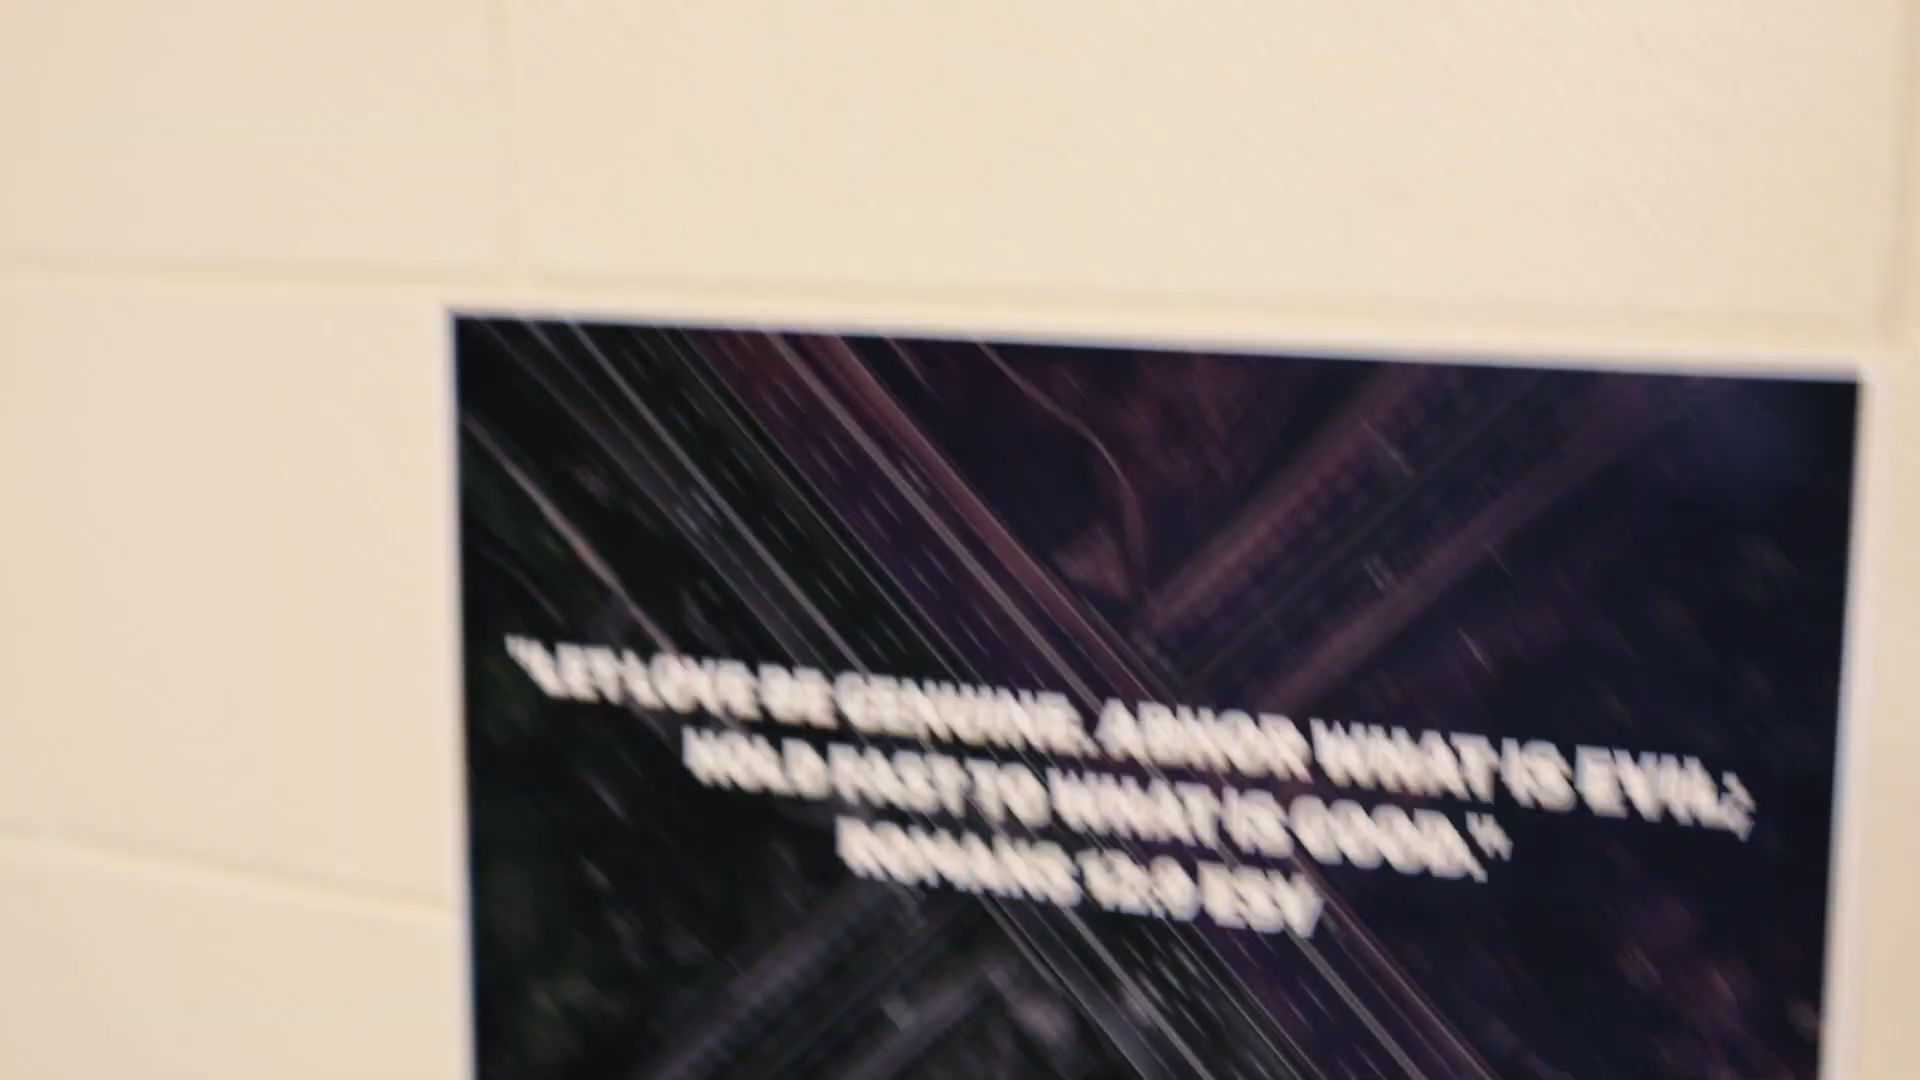 "LET LOVE BE GENUINE. ABHOR WHAT IS EVIL;
HOLD FAST TO WHAT IS GOOD."
ROMANS 12:9 ESV